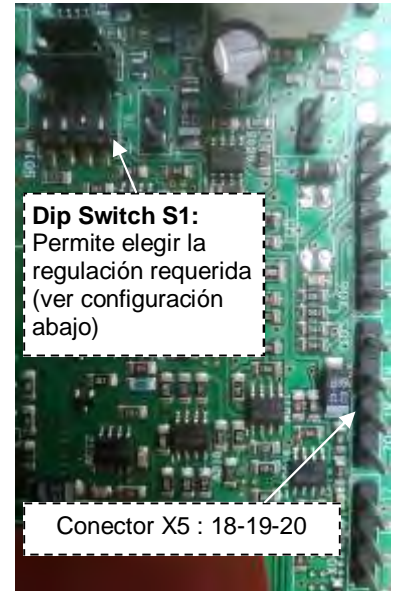 Dip Switch S1:
Permite elegir la
regulación requerida
(ver configuración
abajo)
Conector X5 : 18-19-20